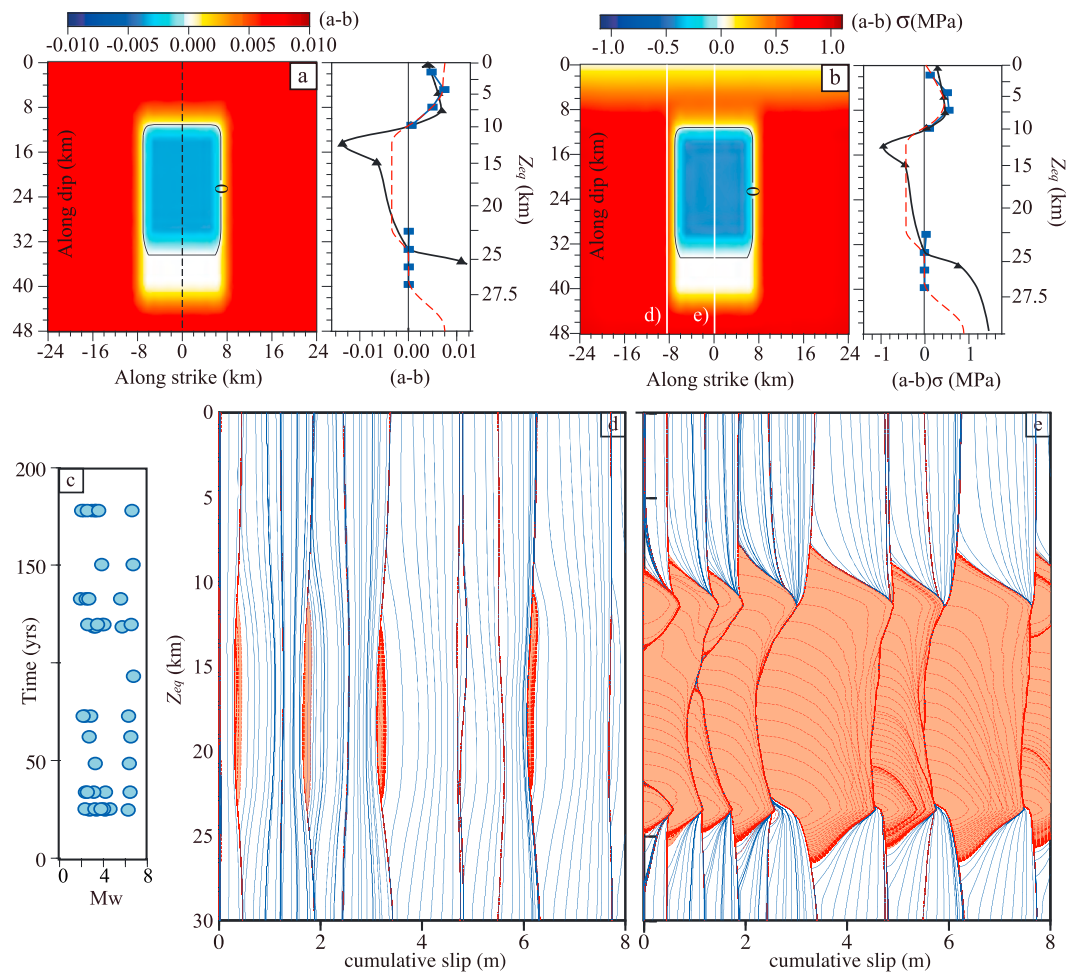 (a-b)
-0.010 -0.005 0.000 0.005 0.010
(a-b) σ(MPa)
-1.0 -0.5 0.0 0.5 1.0
a
0
8
16
24
32
40
48
Along dip (km)
0
-24 -16 -8 0 8 16 24
Along strike (km)
0
5
10
15
20
25
27.5
Zeq (km)
-0.01 0.00 0.01
(a-b)
b
0
8
16
24
32
40
48
Along dip (km)
0
d) e)
-24 -16 -8 0 8 16 24
Along strike (km)
0
5
10
15
20
25
27.5
Zeq (km)
-1 0 1
(a-b)σ (MPa)
c
200
150
50
0
Time (yrs)
0 4 8
Mw
d
0
5
10
15
20
25
30
Zeq (km)
0 2 4 6 8
cumulative slip (m)
e
0 2 4 6 8
cumulative slip (m)